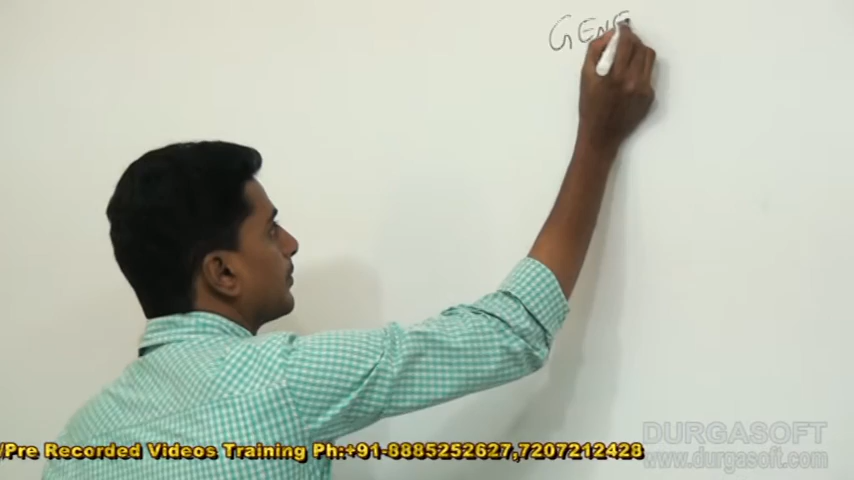 GENE
/Pre Recorded Videos Training Ph:+91-8885252627,7207212428
DURGASOFT
www.durgasoft.com